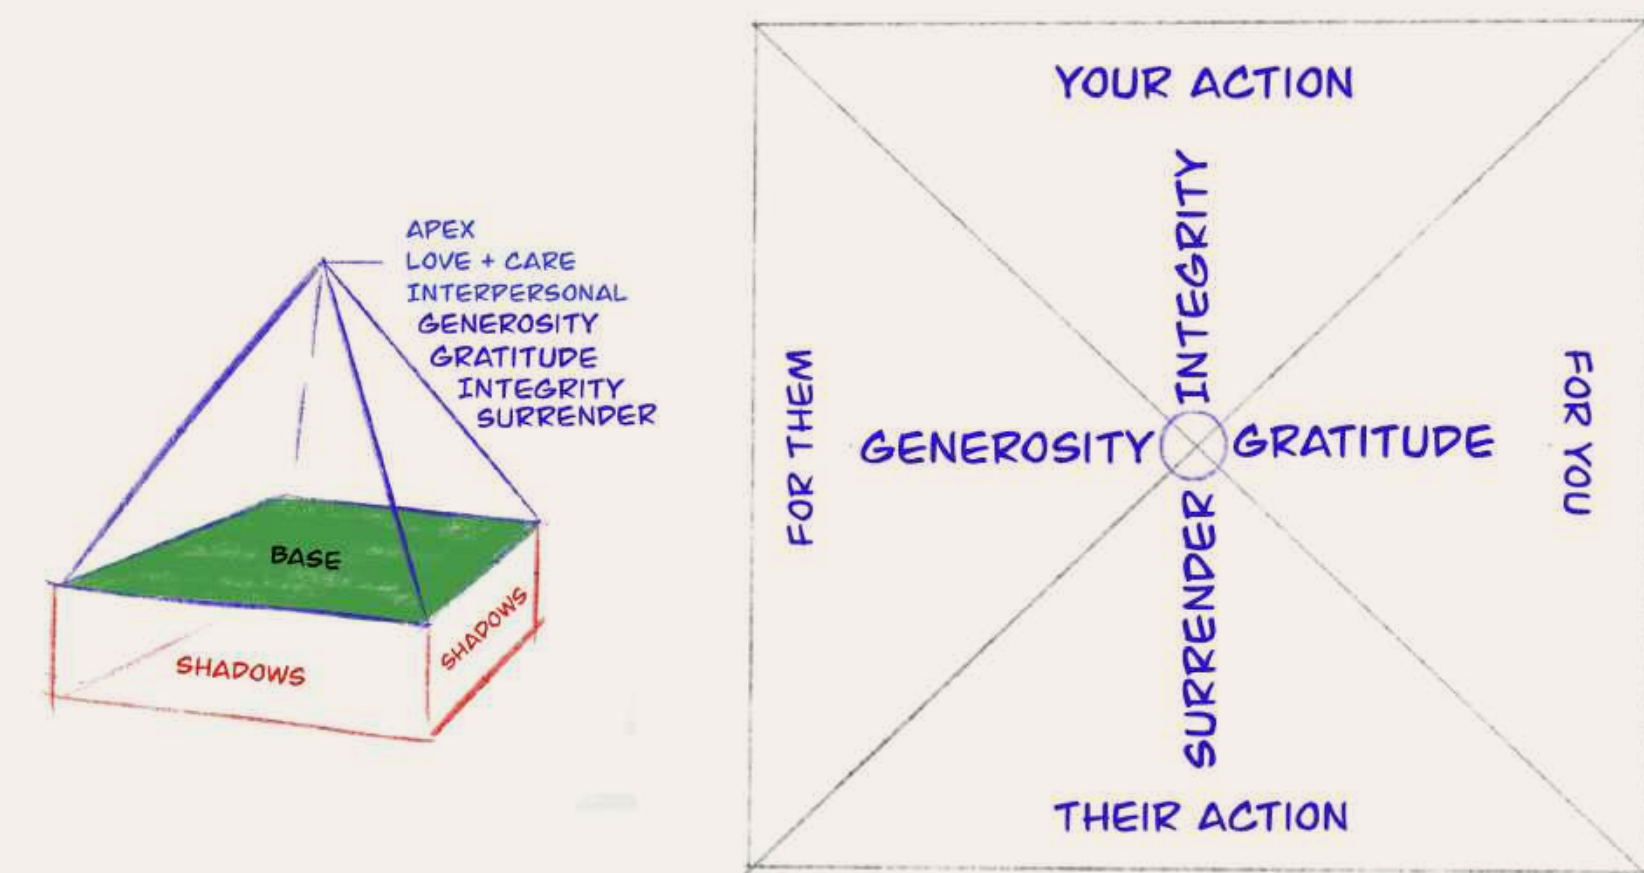 APEX
LOVE + CARE
INTERPERSONAL
GENEROSITY
GRATITUDE
INTEGRITY
SURRENDER
BASE
SHADOWS
SHADOWS
YOUR ACTION
INTEGRITY
FOR THEM
GENEROSITY
GRATITUDE
FOR YOU
SURRENDER
THEIR ACTION